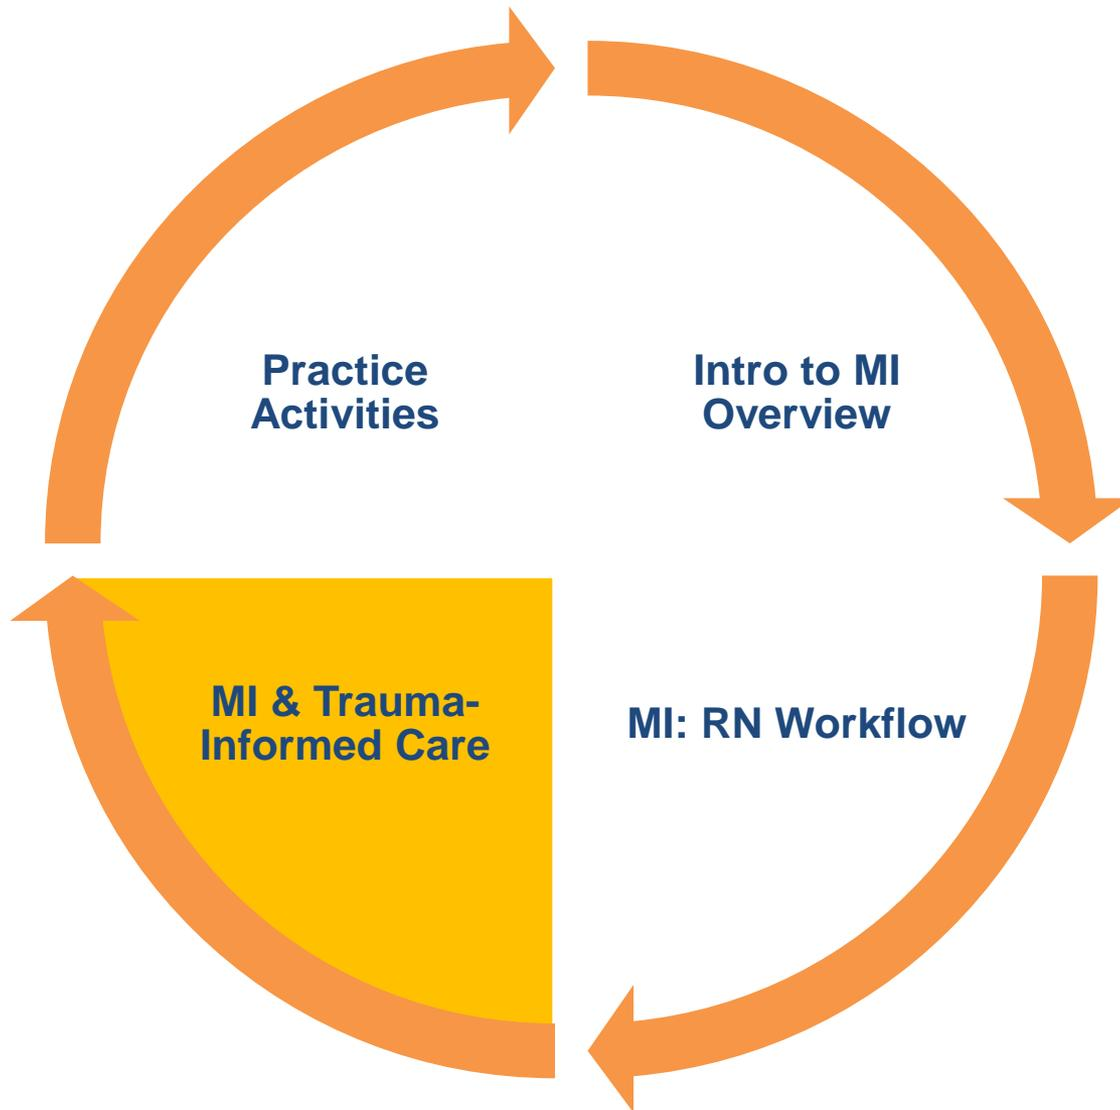 Practice
Activities
Intro to MI
Overview
MI & Trauma-
Informed Care
MI: RN Workflow